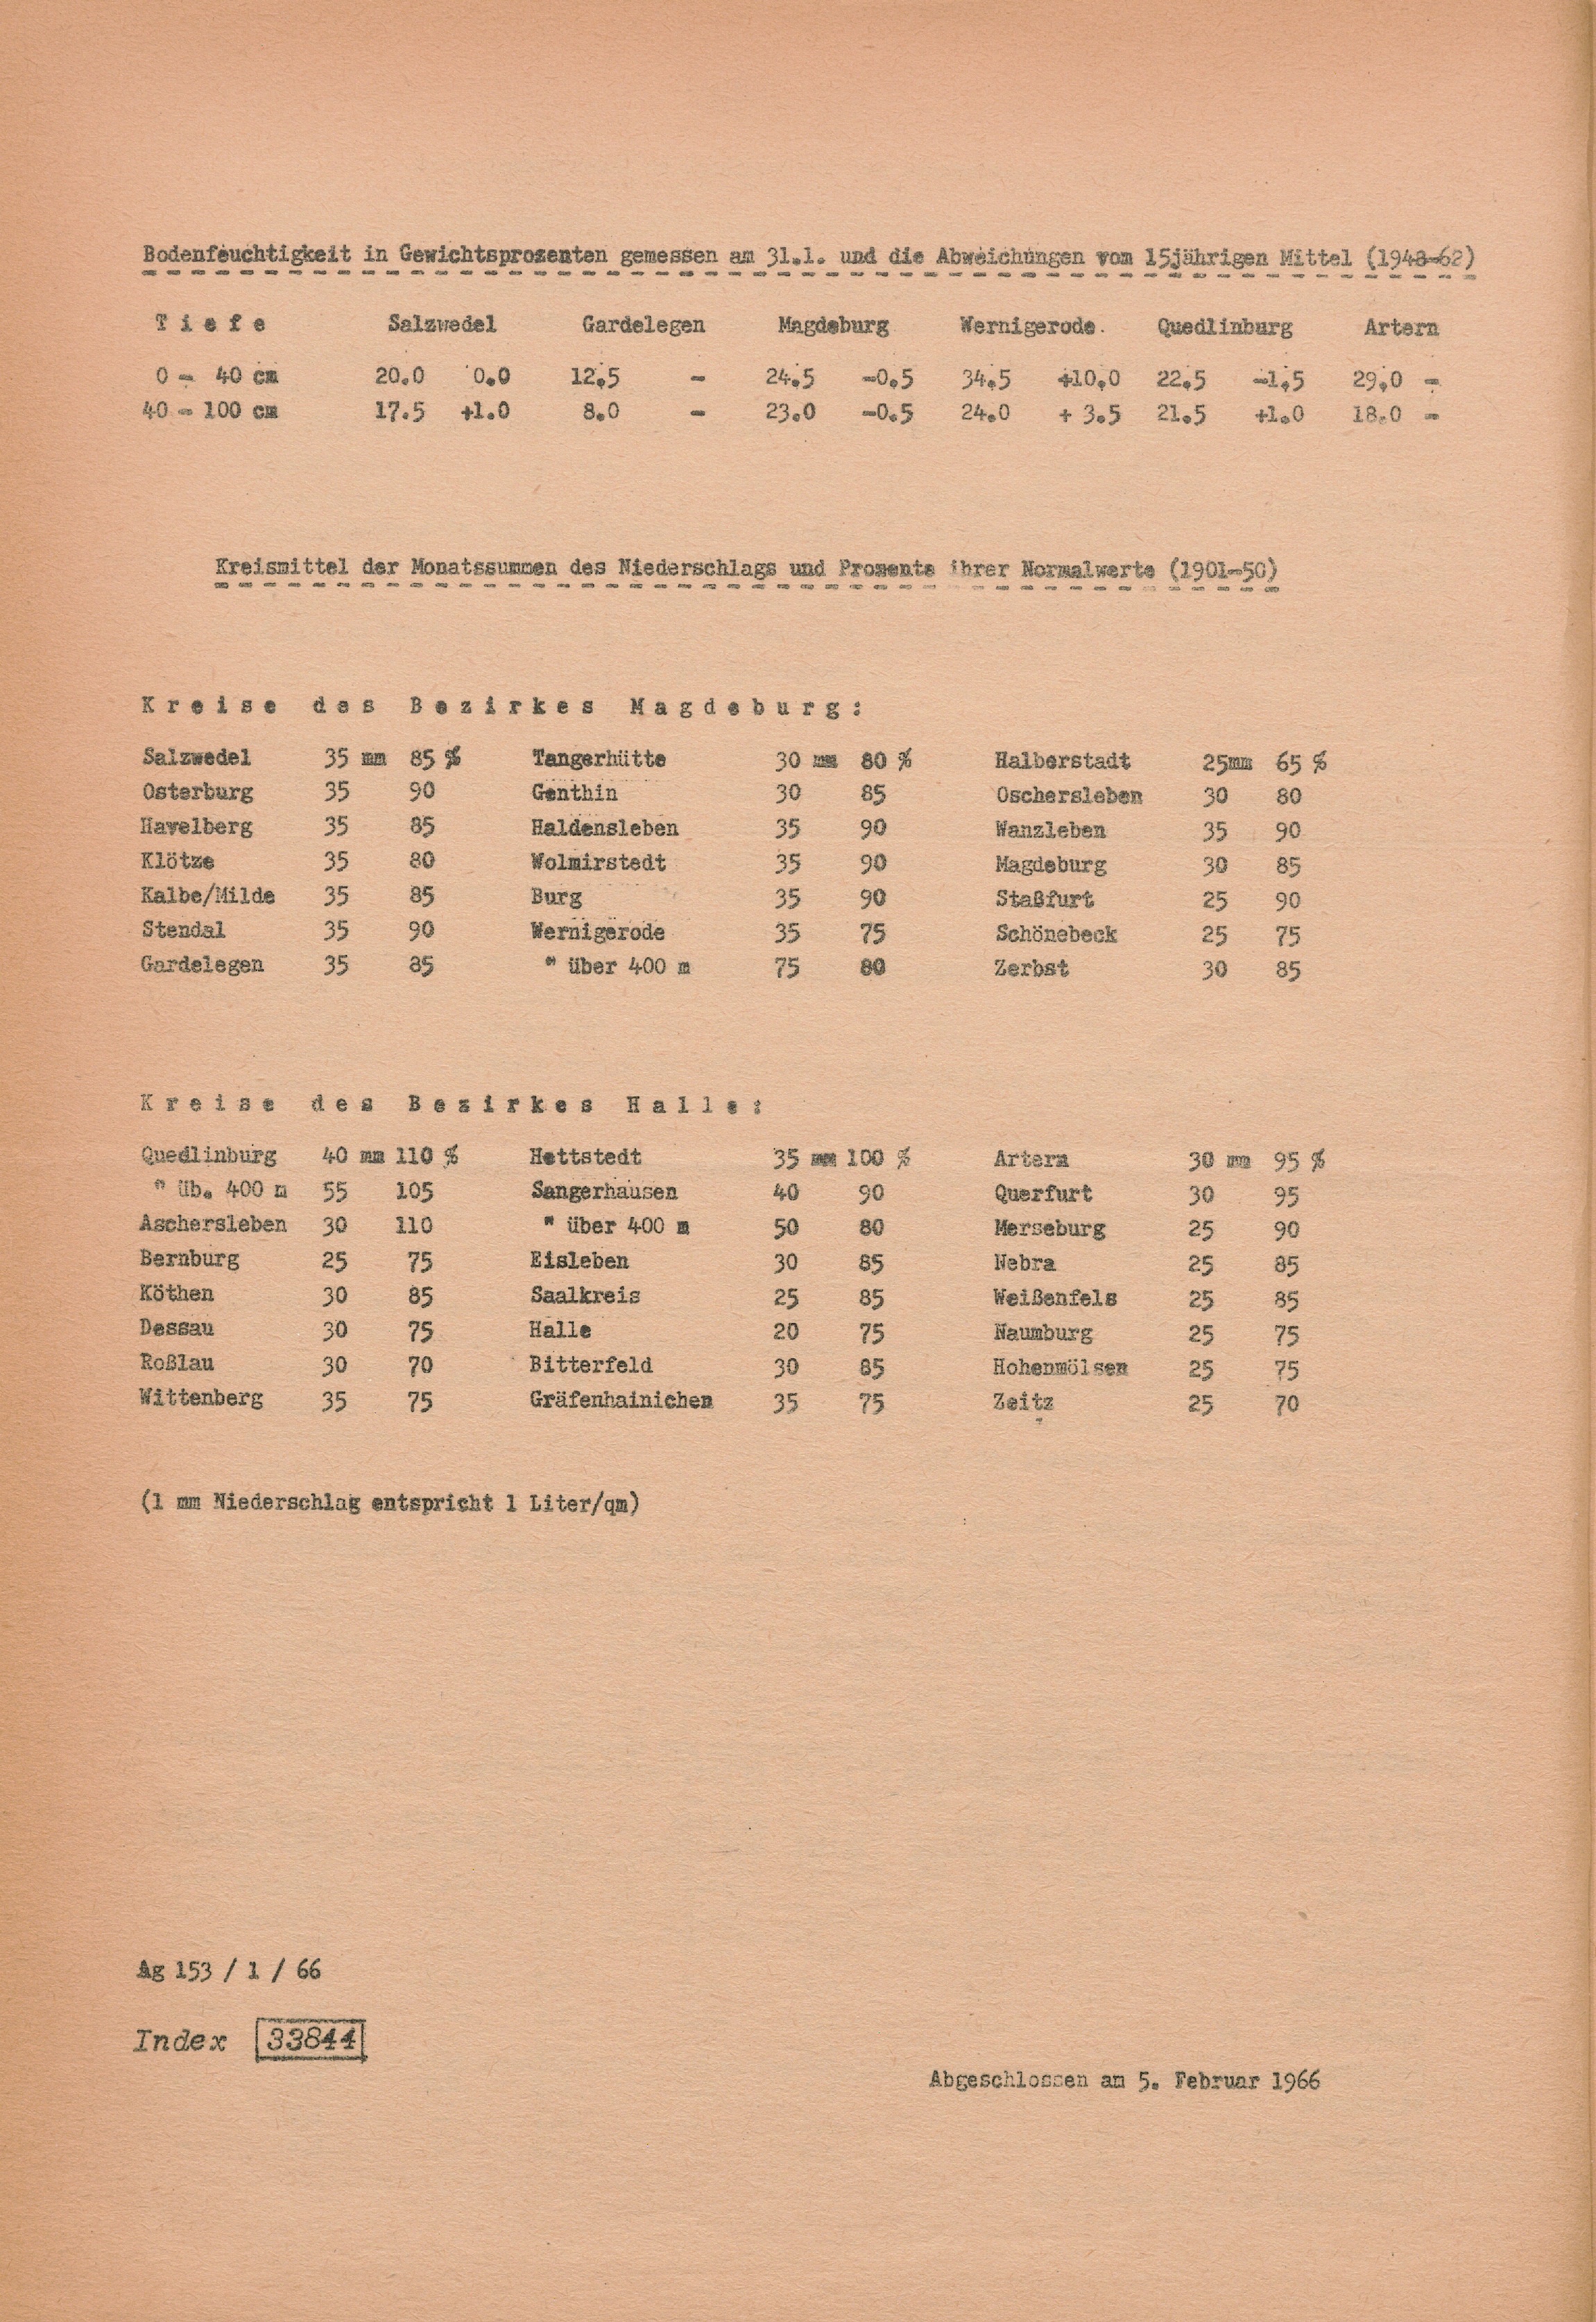 Bodenfeuchtigkeit in Gewichtsprozenten gemessen am 31.1. und die Abweichungen vom 15jährigen Mittel (1948-62)
T i e f e Salzwedel Gardelegen Magdeburg Wernigerode. Quedlinburg Artern
0 - 40 cm 20.0 0.0 12.5 - 24.5 -0.5 34.5 +10.0 22.5 -1.5 29.0 -
40 - 100 cm 17.5 +1.0 8.0 - 23.0 -0.5 24.0 + 3.5 21.5 +1.0 18.0 -
Kreismittel der Monatssummen des Niederschlags und Prozente ihrer Normalwerte (1901-50)
K r e i s e d e s B e z i r k e s M a g d e b u r g :
Salzwedel 35 mm 85 % Tangerhütte 30 mm 80 % Halberstadt 25mm 65 %
Osterburg 35 90 Genthin 30 85 Oschersleben 30 80
Havelberg 35 85 Haldensleben 35 90 Wanzleben 35 90
Klötze 35 80 Wolmirstedt 35 90 Magdeburg 30 85
Kalbe/Milde 35 85 Burg 35 90 Staßfurt 25 90
Stendal 35 90 Wernigerode 35 75 Schönebeck 25 75
Gardelegen 35 85 " über 400 m 75 80 Zerbst 30 85
K r e i s e d e s B e z i r k e s H a l l e :
Quedlinburg 40 mm 110 % Hettstedt 35 mm 100 % Artern 30 mm 95 %
" üb. 400 m 55 105 Sangerhausen 40 90 Querfurt 30 95
Aschersleben 30 110 " über 400 m 50 80 Merseburg 25 90
Bernburg 25 75 Eisleben 30 85 Nebra 25 85
Köthen 30 85 Saalkreis 25 85 Weißenfels 25 85
Dessau 30 75 Halle 20 75 Naumburg 25 75
Roßlau 30 70 Bitterfeld 30 85 Hohenmölsen 25 75
Wittenberg 35 75 Gräfenhainichen 35 75 Zeitz 25 70
(1 mm Niederschlag entspricht 1 Liter/qm)
Ag 153 / 1 / 66
Index 33844
Abgeschlossen am 5. Februar 1966